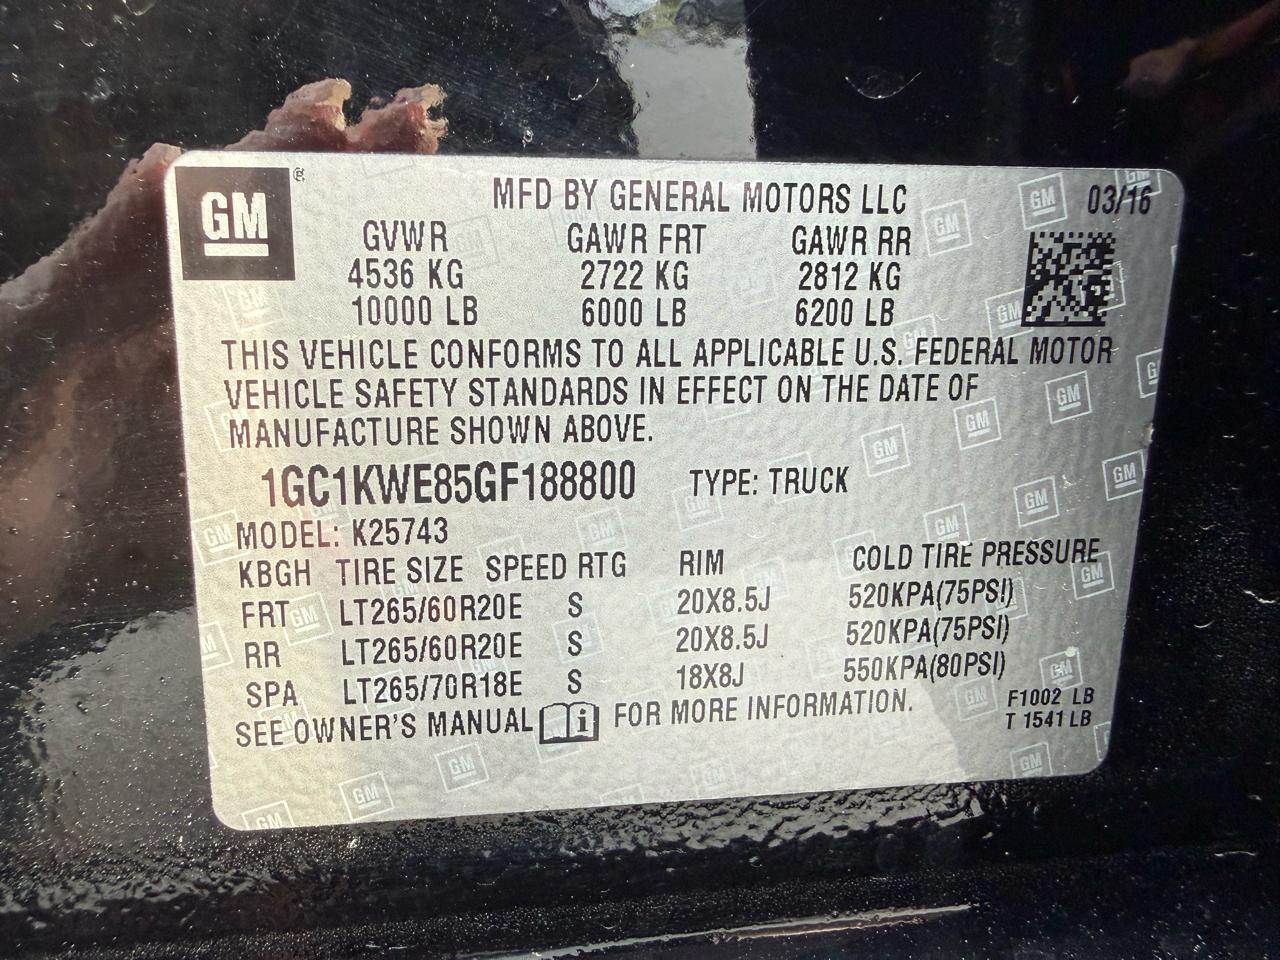 GM ®
MFD BY GENERAL MOTORS LLC 03/16
GVWR GAWR FRT GAWR RR
4536 KG 2722 KG 2812 KG
10000 LB 6000 LB 6200 LB
THIS VEHICLE CONFORMS TO ALL APPLICABLE U.S. FEDERAL MOTOR
VEHICLE SAFETY STANDARDS IN EFFECT ON THE DATE OF
MANUFACTURE SHOWN ABOVE.
1GC1KWE85GF188800 TYPE: TRUCK
MODEL: K25743
KBGH TIRE SIZE SPEED RTG RIM COLD TIRE PRESSURE
FRT LT265/60R20E S 20X8.5J 520KPA(75PSI)
RR LT265/60R20E S 20X8.5J 520KPA(75PSI)
SPA LT265/70R18E S 18X8J 550KPA(80PSI)
SEE OWNER'S MANUAL FOR MORE INFORMATION.
F1002 LB
T 1541 LB